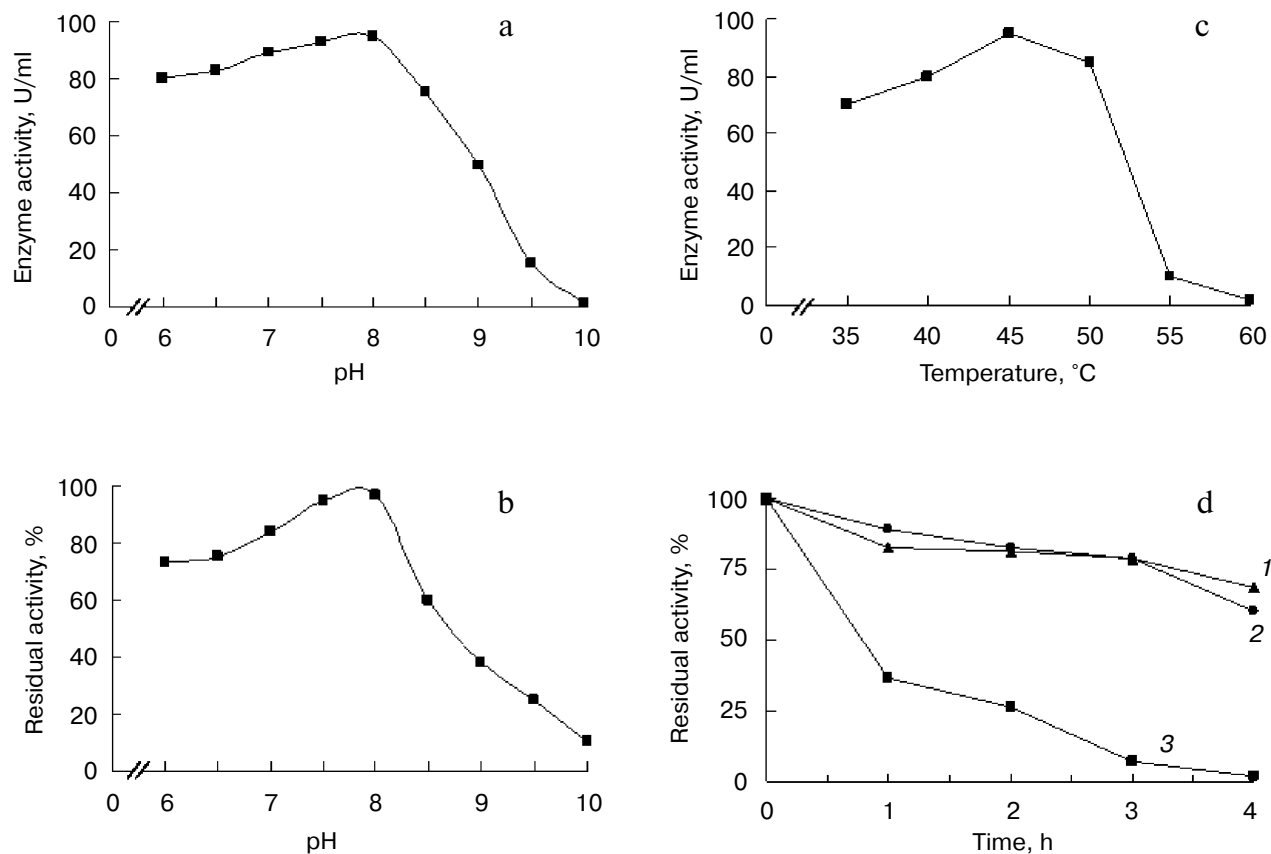 a
Enzyme activity, U/ml
100
80
60
40
20
0
0 6 7 8 9 10
pH
c
Enzyme activity, U/ml
100
80
60
40
20
0
0 35 40 45 50 55 60
Temperature, °C
b
Residual activity, %
100
80
60
40
20
0
0 6 7 8 9 10
pH
d
Residual activity, %
100
75
50
25
0
1
2
3
0 1 2 3 4
Time, h